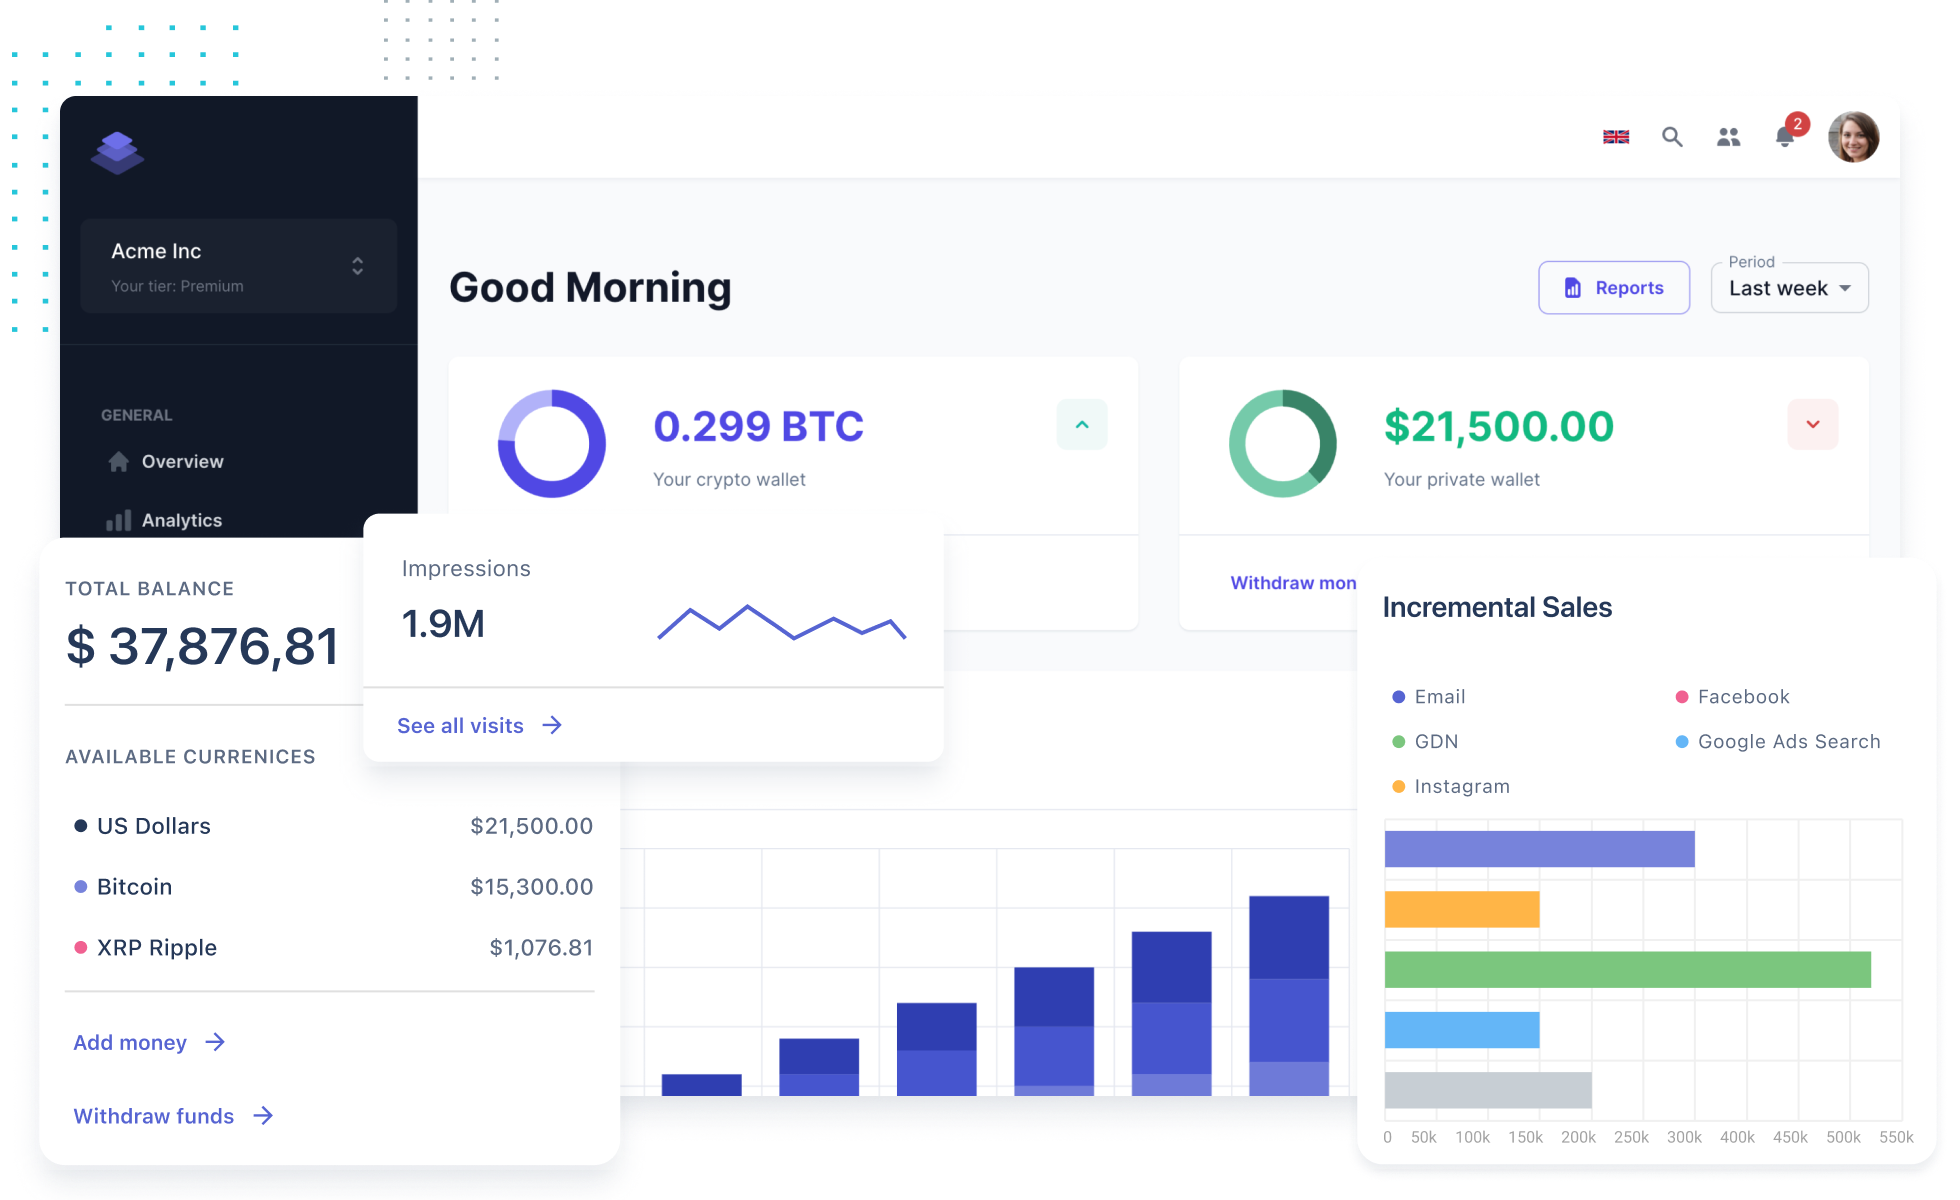 2
Acme Inc
Your tier: Premium
Good Morning
Reports
Period
Last week
GENERAL
Overview
Analytics
0.299 BTC
Your crypto wallet
$21,500.00
Your private wallet
Withdraw mon
TOTAL BALANCE
$ 37,876,81
AVAILABLE CURRENICES
US Dollars $21,500.00
Bitcoin $15,300.00
XRP Ripple $1,076.81
Add money
Withdraw funds
Impressions
1.9M
See all visits
Incremental Sales
Email
Facebook
GDN
Google Ads Search
Instagram
0 50k 100k 150k 200k 250k 300k 400k 450k 500k 550k